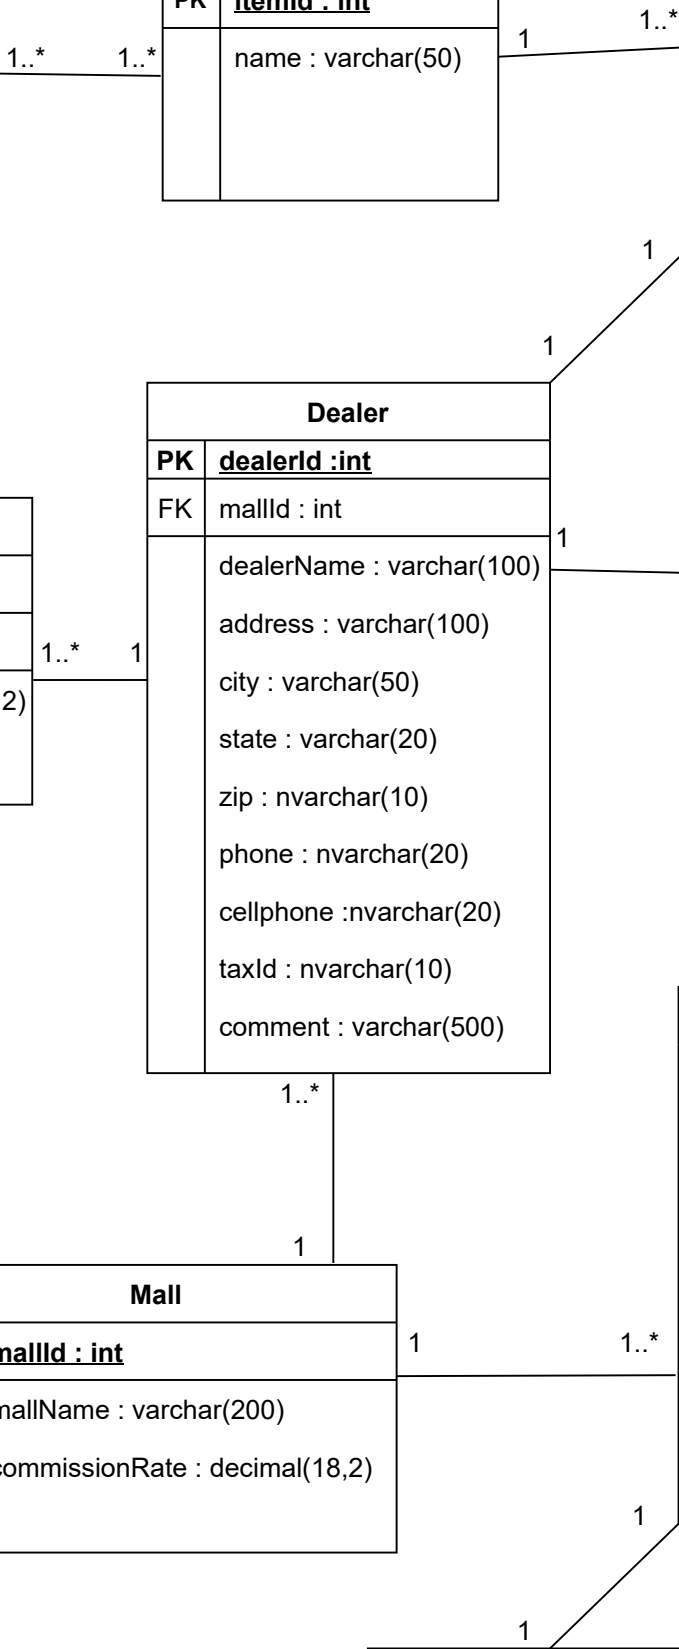 PK itemId : int
1..*
1..* 1..* name : varchar(50) 1
1
1
Dealer
PK dealerId :int
FK mallId : int
1
dealerName : varchar(100)
address : varchar(100)
1..* 1
city : varchar(50)
2)
state : varchar(20)
zip : nvarchar(10)
phone : nvarchar(20)
cellphone :nvarchar(20)
taxId : nvarchar(10)
comment : varchar(500)
1..*
1
Mall
1 1..*
mallId : int
mallName : varchar(200)
commissionRate : decimal(18,2)
1
1